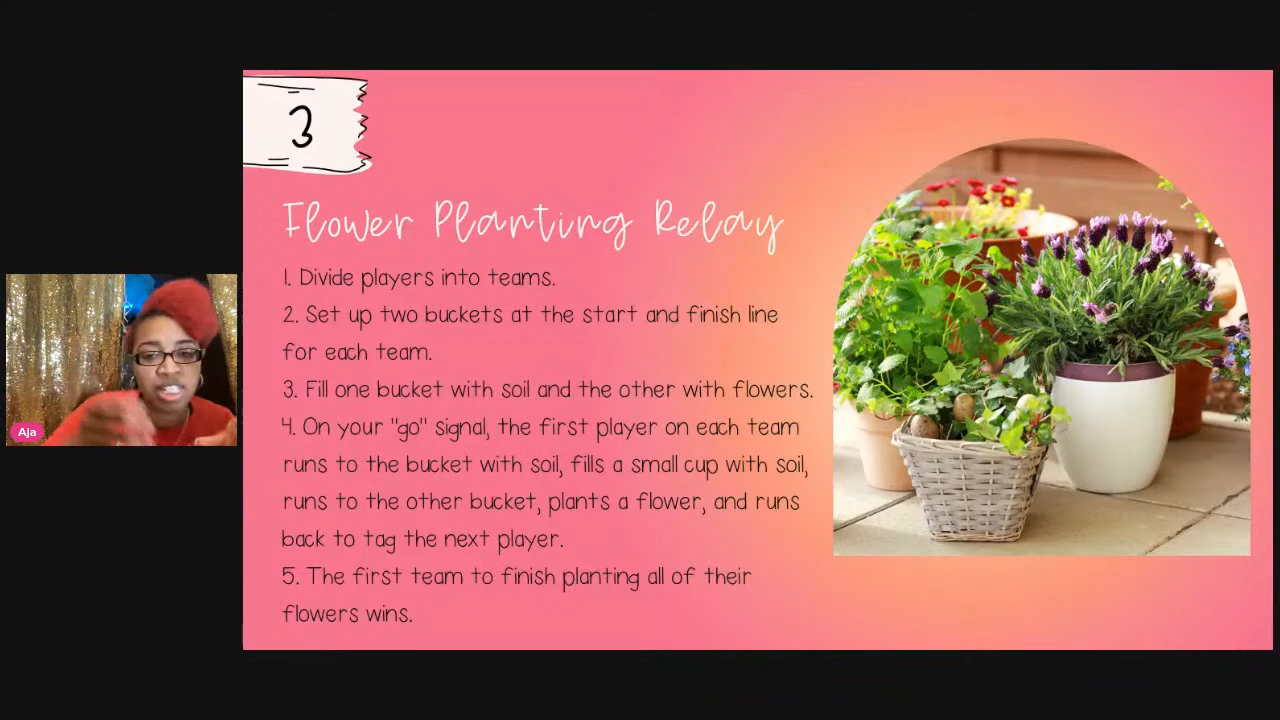 3
Flower Planting Relay
1. Divide players into teams.
2. Set up two buckets at the start and finish line
for each team.
3. Fill one bucket with soil and the other with flowers.
4. On your "go" signal, the first player on each team
runs to the bucket with soil, fills a small cup with soil,
runs to the other bucket, plants a flower, and runs
back to tag the next player.
5. The first team to finish planting all of their
flowers wins.
Aja